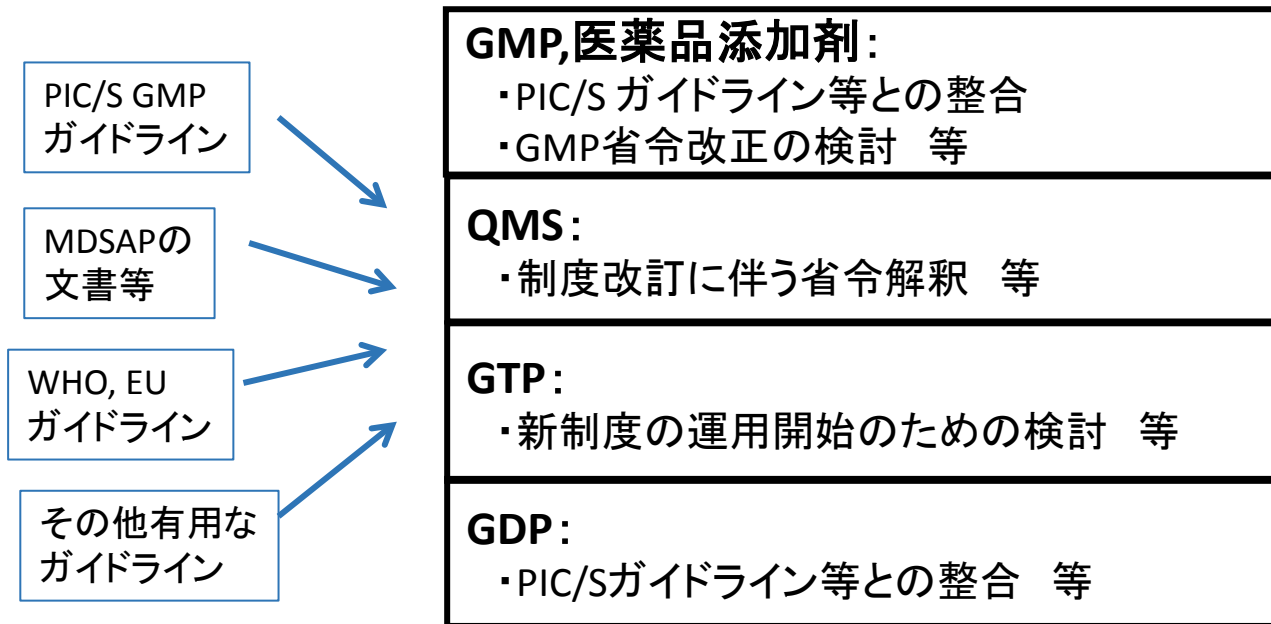 PIC/S GMP
ガイドライン
MDSAPの
文書等
WHO, EU
ガイドライン
その他有用な
ガイドライン
GMP,医薬品添加剤：
・PIC/S ガイドライン等との整合
・GMP省令改正の検討　等
QMS：
・制度改訂に伴う省令解釈　等
GTP：
・新制度の運用開始のための検討　等
GDP：
・PIC/Sガイドライン等との整合　等